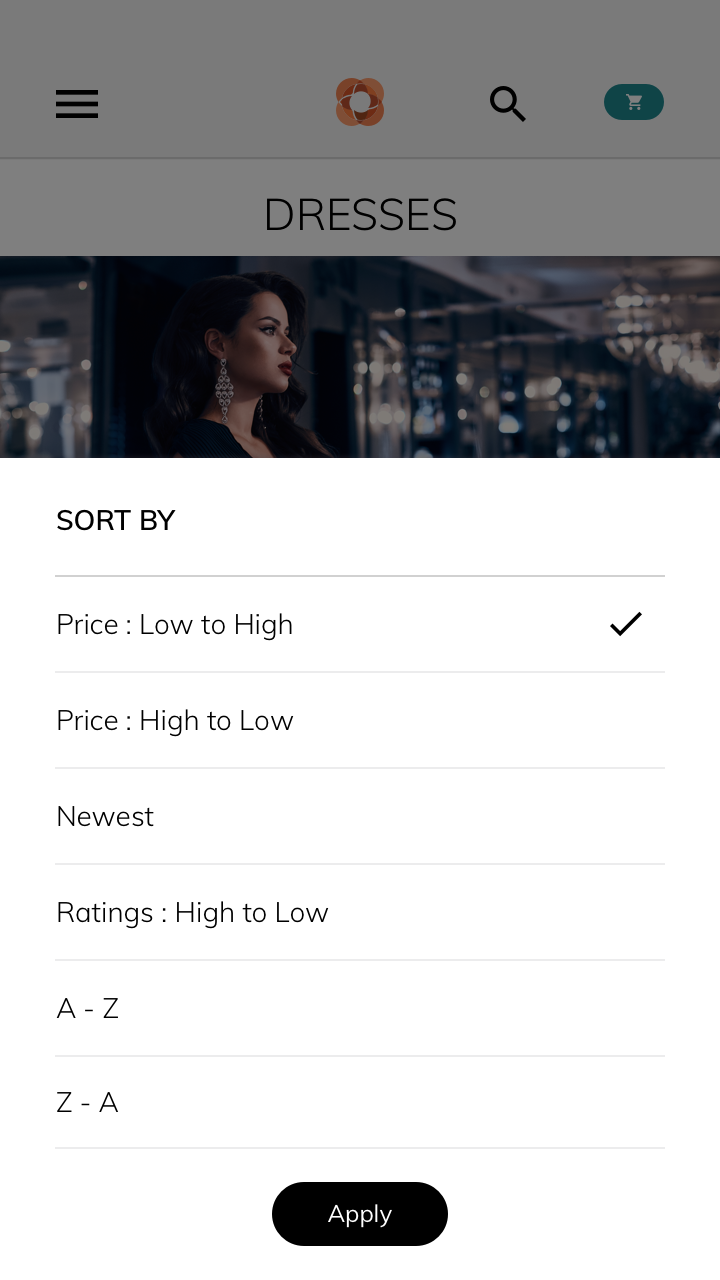 DRESSES
SORT BY
Price : Low to High
Price : High to Low
Newest
Ratings : High to Low
A - Z
Z - A
Apply